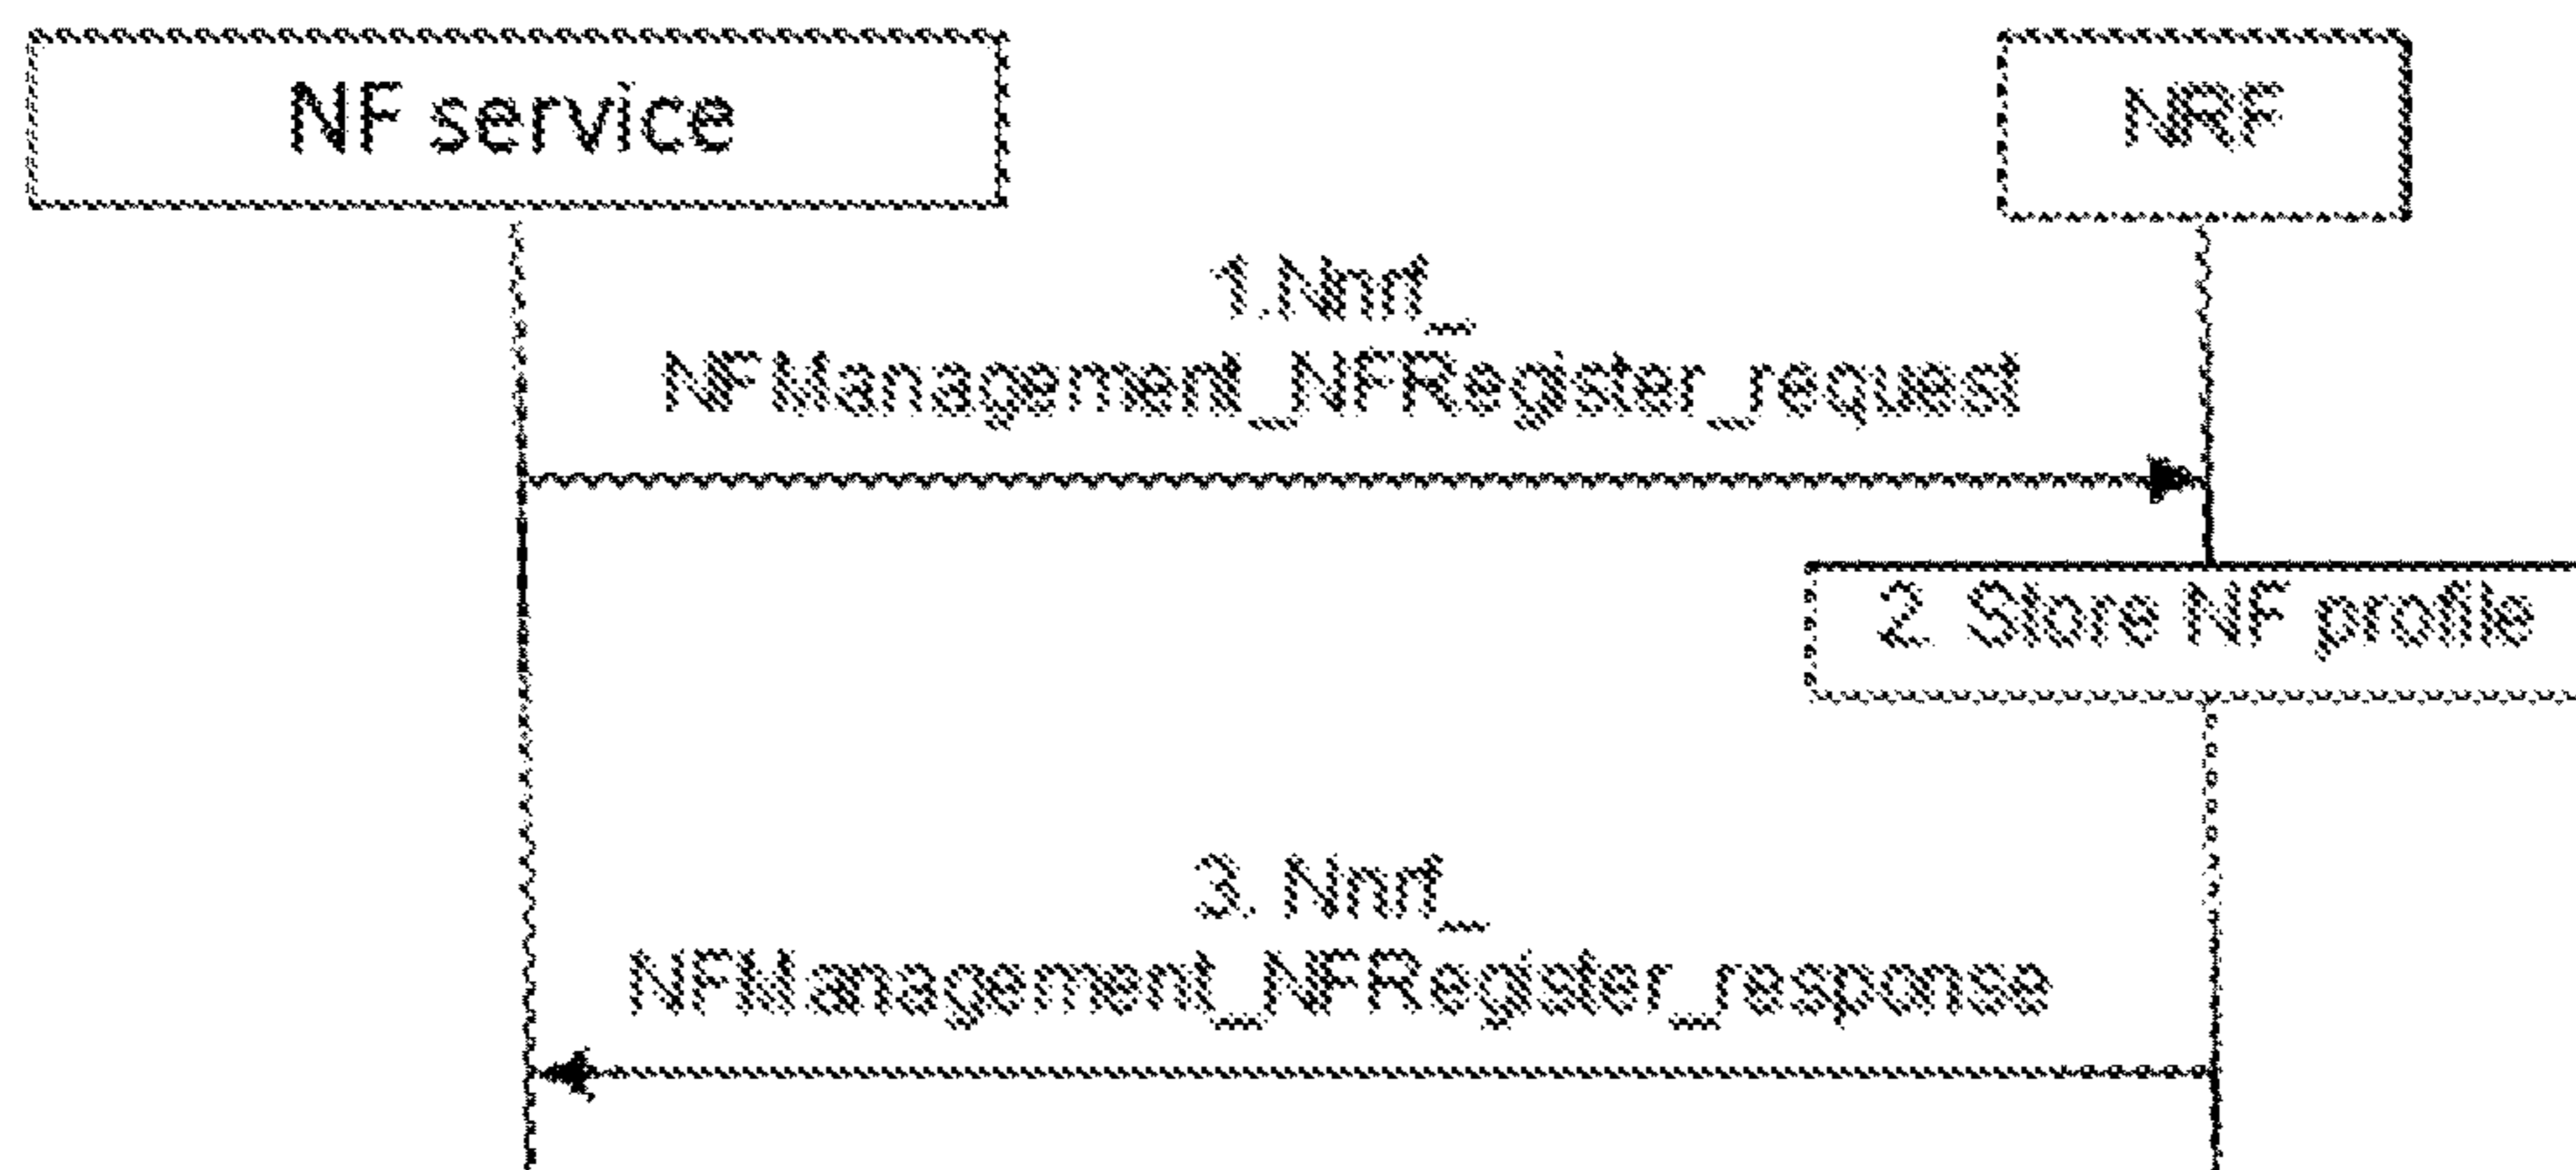 NF service
NRF
1.Nnrf_
NFManagement_NFRegister_request
2. Store NF profile
3. Nnrf_
NFManagement_NFRegister_response